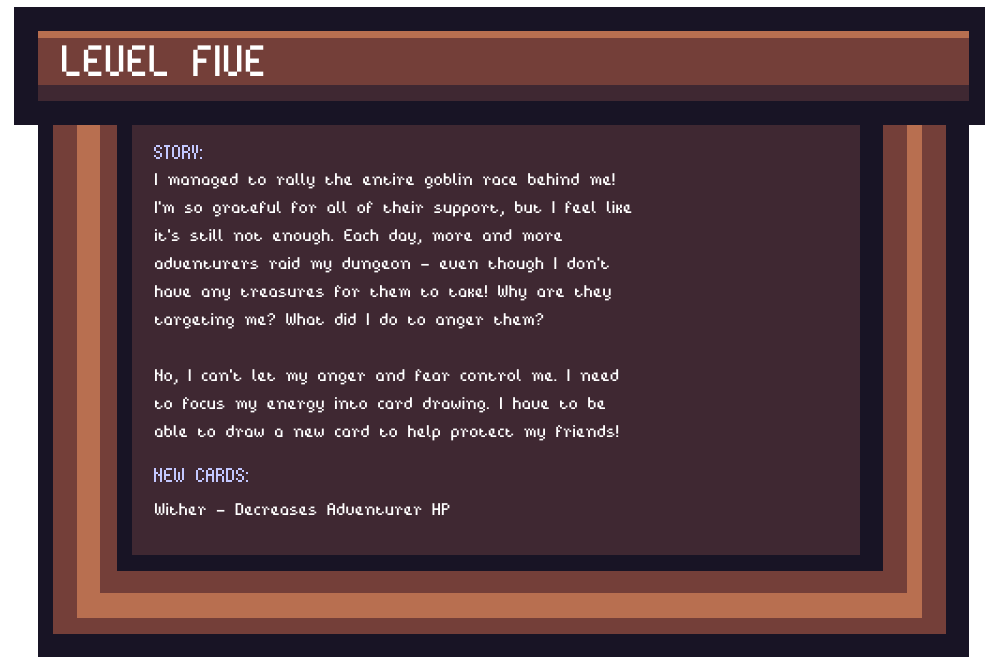 LEVEL FIVE
STORY:
I managed to rally the entire goblin race behind me!
I'm so grateful for all of their support, but I feel like
it's still not enough. Each day, more and more
adventurers raid my dungeon - even though I don't
have any treasures for them to take! Why are they
targeting me? What did I do to anger them?
No, I can't let my anger and fear control me. I need
to focus my energy into card drawing. I have to be
able to draw a new card to help protect my friends!
NEW CARDS:
Wither - Decreases Adventurer HP